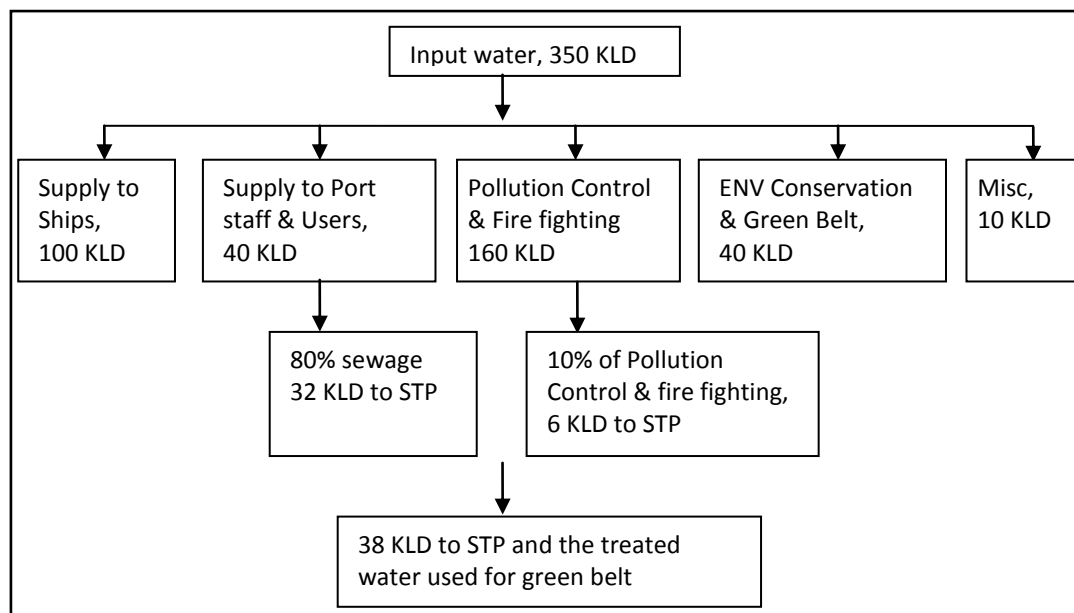 Input water, 350 KLD
Supply to
Ships,
100 KLD
Supply to Port
staff & Users,
40 KLD
Pollution Control
& Fire fighting
160 KLD
ENV Conservation
& Green Belt,
40 KLD
Misc,
10 KLD
80% sewage
32 KLD to STP
10% of Pollution
Control & fire fighting,
6 KLD to STP
38 KLD to STP and the treated
water used for green belt